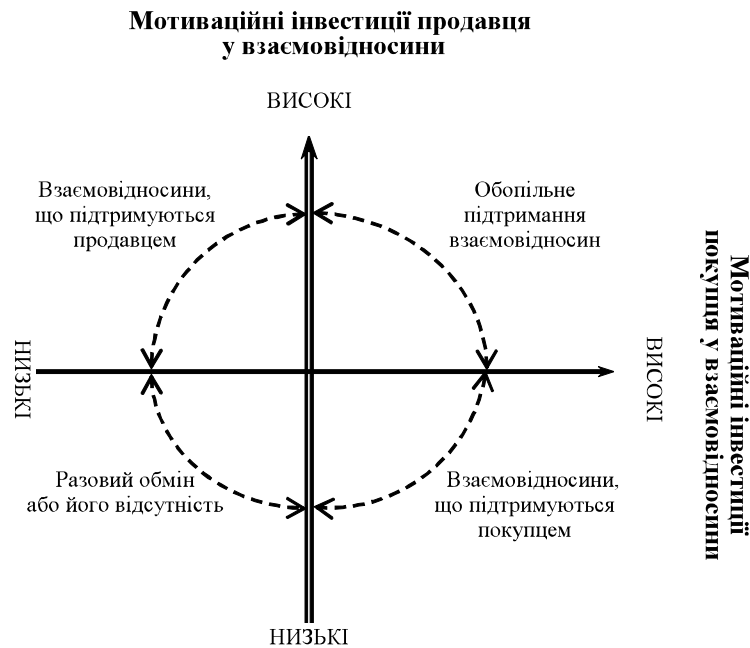 Мотиваційні інвестиції продавця
у взаємовідносини
ВИСОКІ
Взаємовідносини,
що підтримуються
продавцем
Обопільне
підтримання
взаємовідносин
НИЗЬКІ
ВИСОКІ
Мотиваційні інвестиції
покупця у взаємовідносини
Разовий обмін
або його відсутність
Взаємовідносини,
що підтримуються
покупцем
НИЗЬКІ